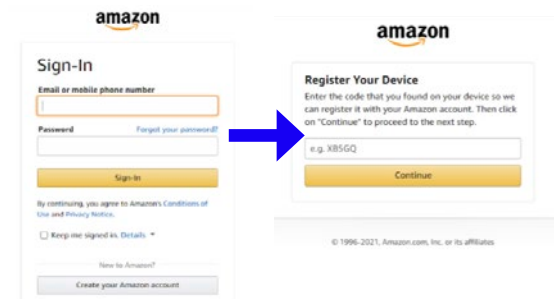 amazon
Sign-In
Email or mobile phone number
Password Forgot your password?
Sign-In
By continuing, you agree to Amazon's Conditions of
Use and Privacy Notice.
Keep me signed in. Details
New to Amazon?
Create your Amazon account
amazon
Register Your Device
Enter the code that you found on your device so we
can register it with your Amazon account. Then click
on "Continue" to proceed to the next step.
e.g. XB5GQ
Continue
© 1996-2021, Amazon.com, Inc. or its affiliates